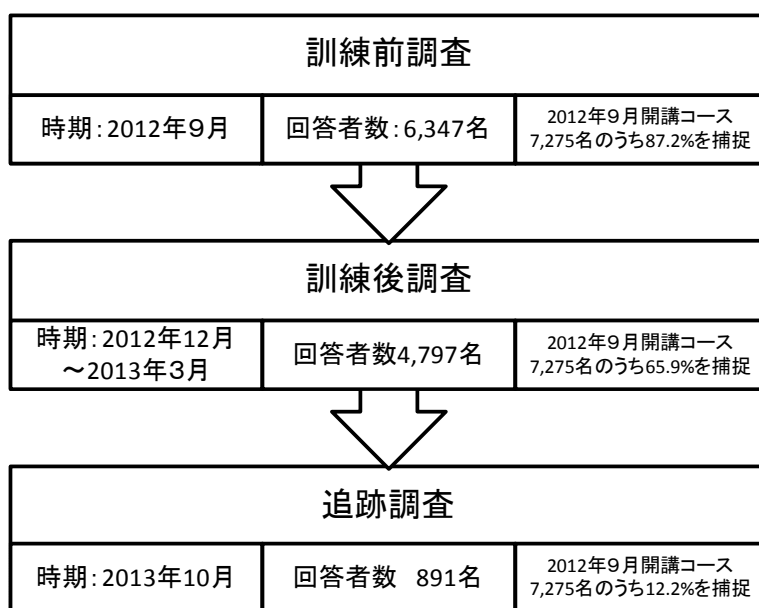 訓練前調査
時期：2012年９月
回答者数：6,347名
2012年９月開講コース
7,275名のうち87.2%を捕捉
訓練後調査
時期：2012年12月
～2013年３月
回答者数4,797名
2012年９月開講コース
7,275名のうち65.9%を捕捉
追跡調査
時期：2013年10月
回答者数　891名
2012年９月開講コース
7,275名のうち12.2%を捕捉